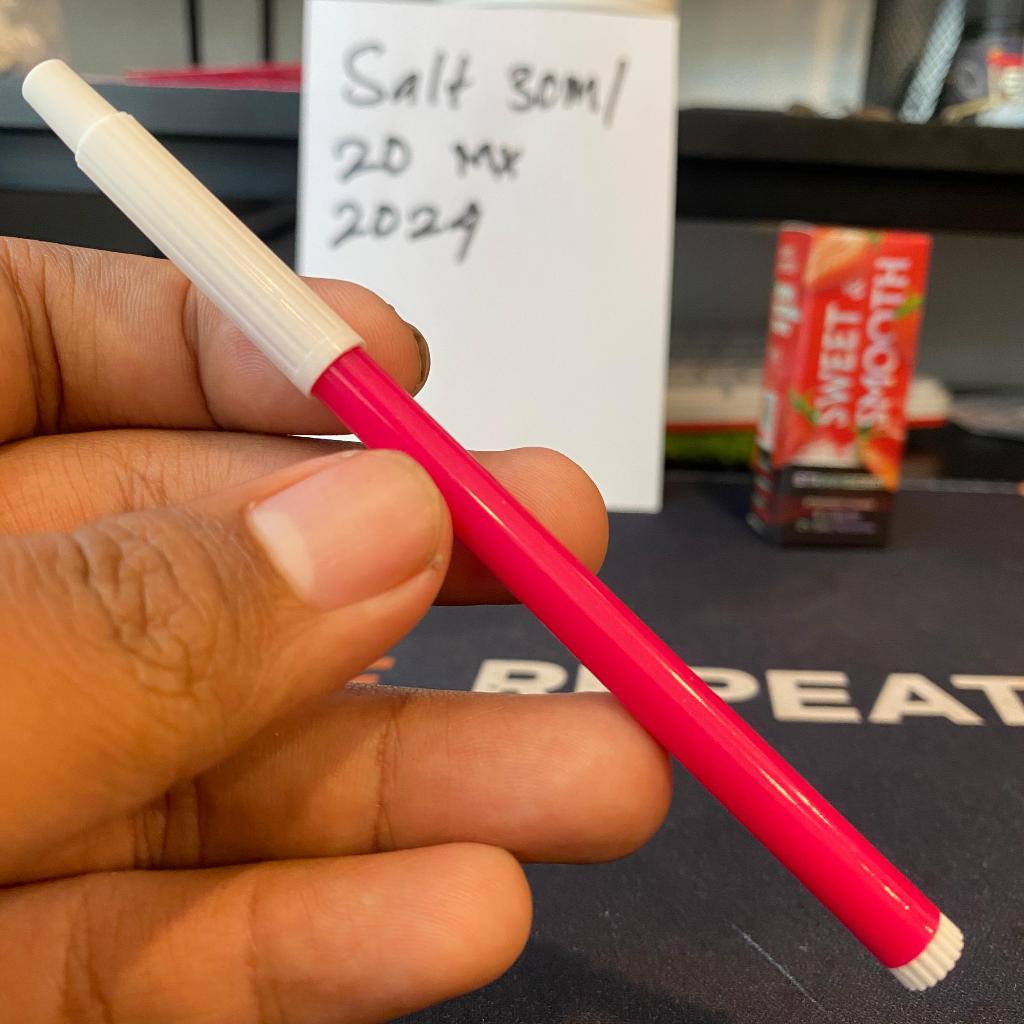 Salt 30ml
20 Mx
2024
SWEET &
SMOOTH
REPEAT